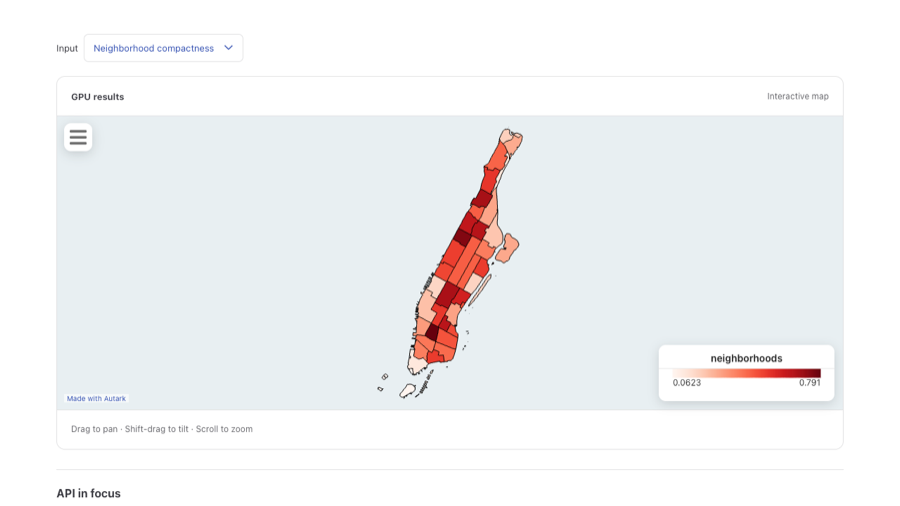 Input
Neighborhood compactness
GPU results
Interactive map
neighborhoods
0.0623
0.791
Made with Autark
Drag to pan · Shift-drag to tilt · Scroll to zoom
API in focus